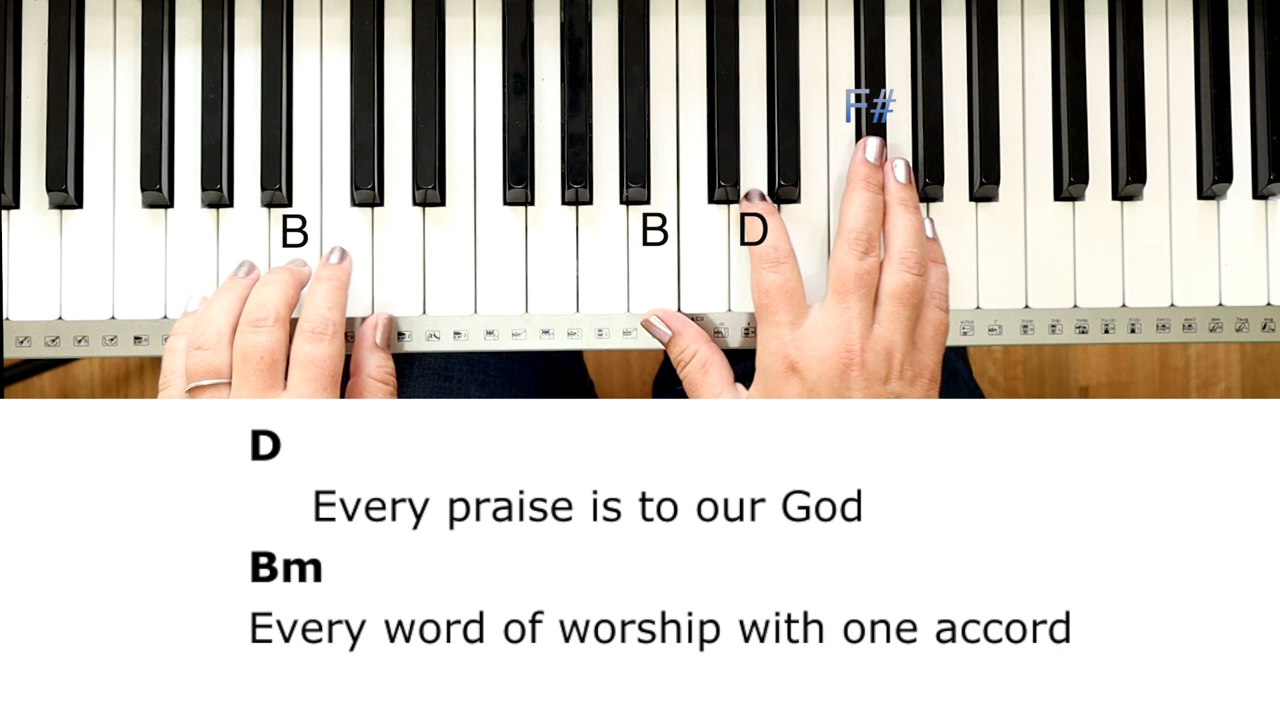 F#
B B D
D
Every praise is to our God
Bm
Every word of worship with one accord